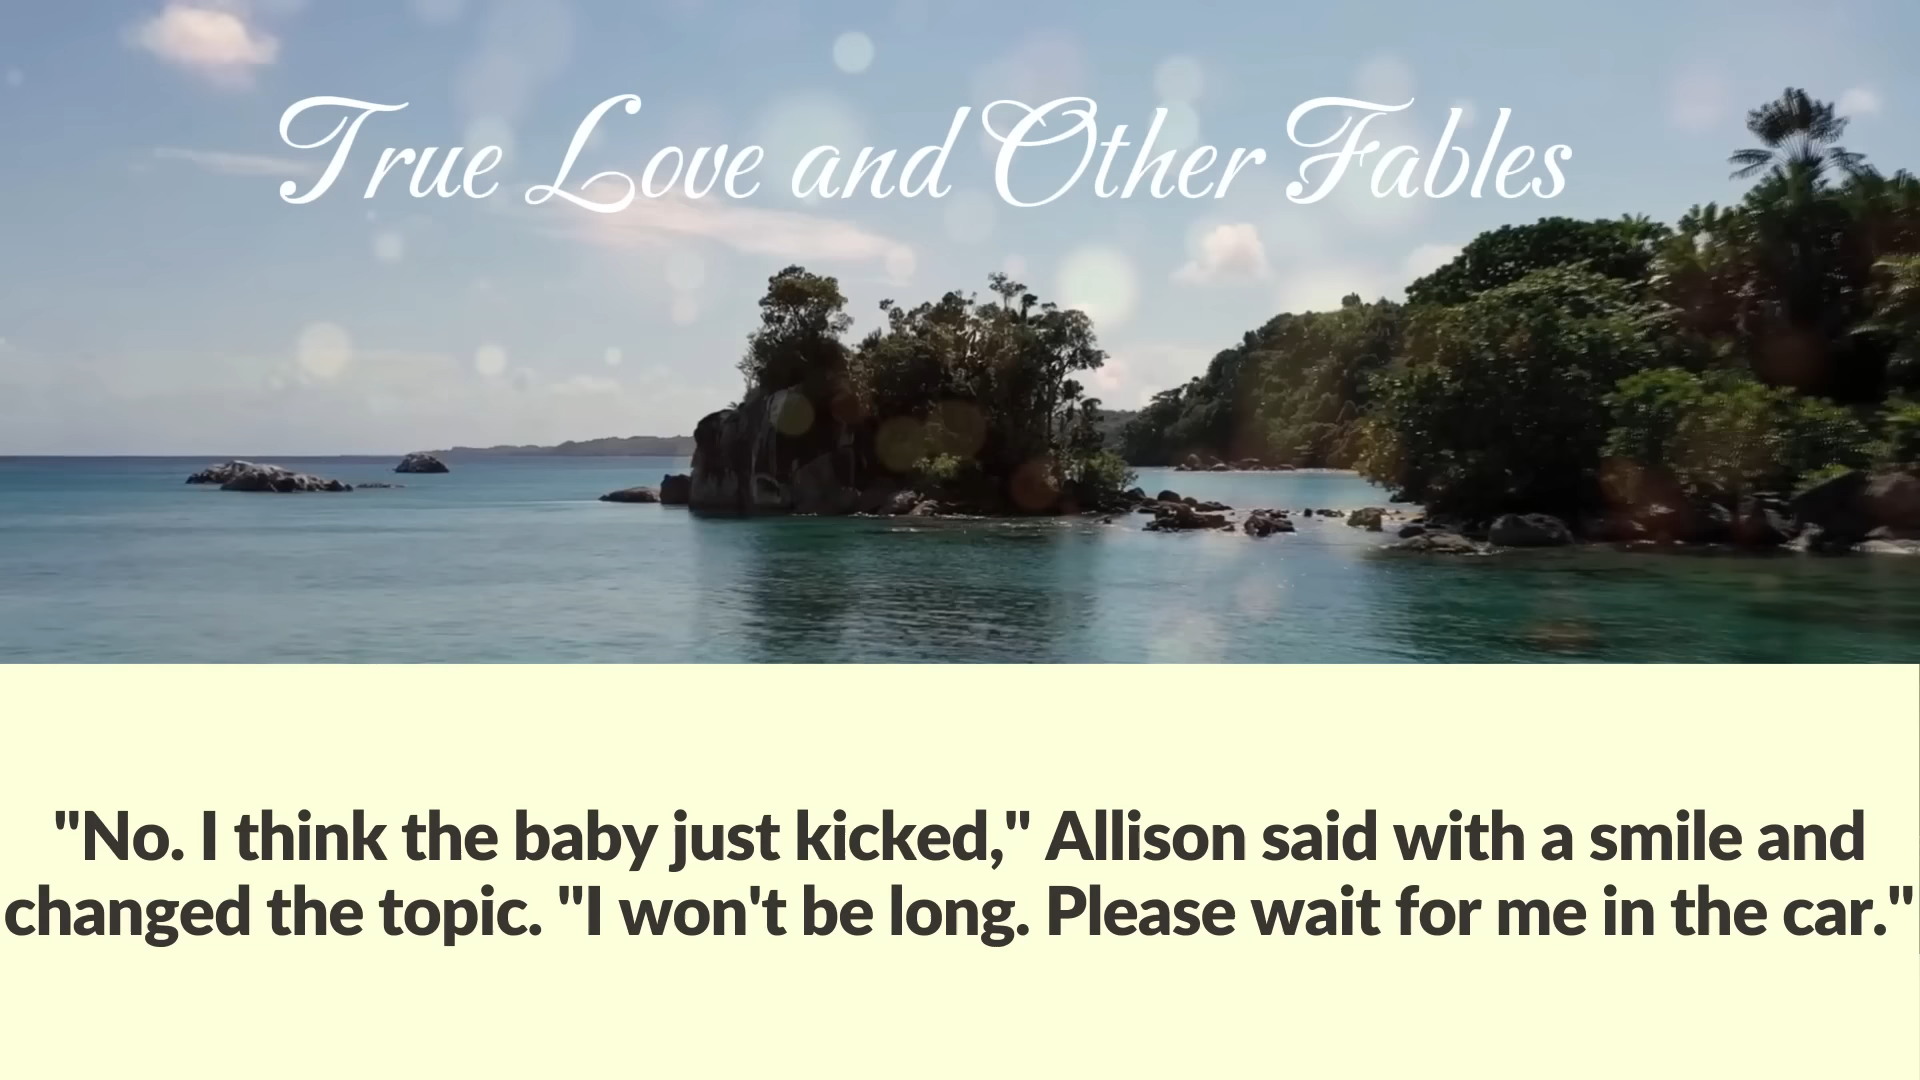 True Love and Other Fables
"No. I think the baby just kicked," Allison said with a smile and
changed the topic. "I won't be long. Please wait for me in the car."